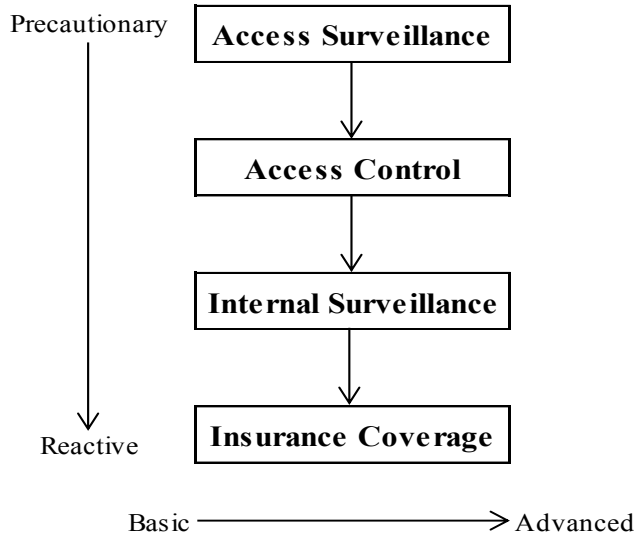 Precautionary
Access Surveillance
Access Control
Internal Surveillance
Insurance Coverage
Reactive
Basic
Advanced